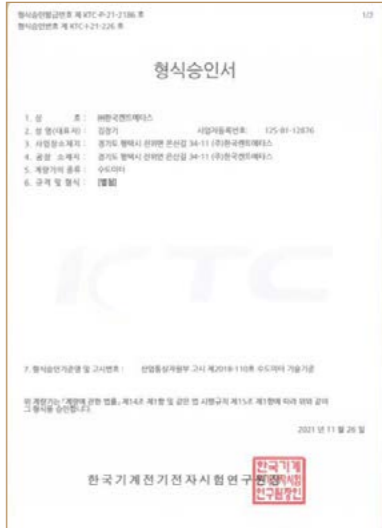 형식승인발급번호 제 KTC-P-21-2186 호
형식승인번호 제 KTC-I-21-226 호
1/2
형식승인서
1. 상 호 : ㈜한국켄트메타스
2. 성 명(대표자) : 김장기 사업자등록번호: 125-81-12876
3. 사업장소재지 : 경기도 평택시 진위면 은산길 34-11 (주)한국켄트메타스
4. 공장 소재지 : 경기도 평택시 진위면 은산길 34-11 (주)한국켄트메타스
5. 계량기의 종류 : 수도미터
6. 규격 및 형식 : [별첨]
KTC
7. 형식승인기준명 및 고시번호 : 산업통상자원부 고시 제2018-110호 수도미터 기술기준
위 계량기는 「계량에 관한 법률」 제14조 제1항 및 같은 법 시행규칙 제15조 제1항에 따라 위와 같이
그 형식을 승인합니다.
2021 년 11 월 26 일
한국기계전기전자시험연구원장